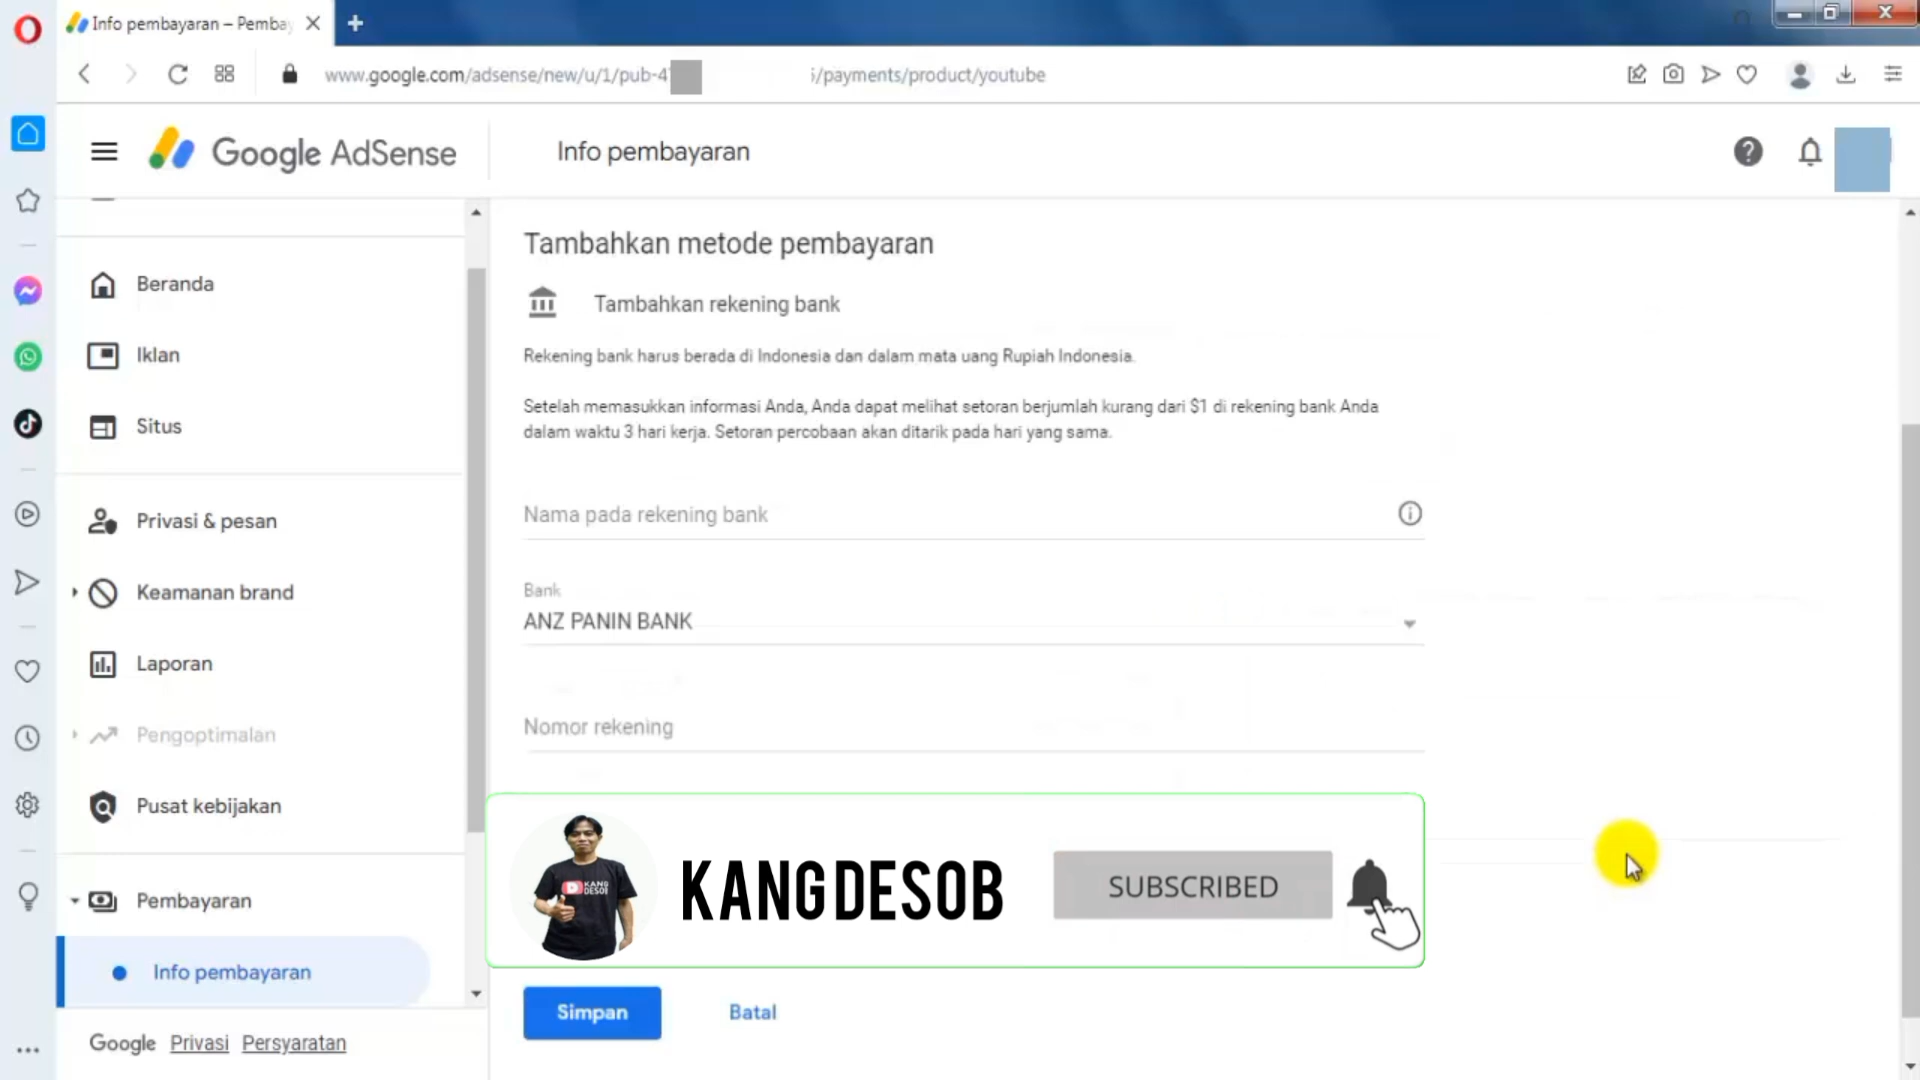 Info pembayaran – Pemba
www.google.com/adsense/new/u/1/pub-4
i/payments/product/youtube
Google AdSense
Info pembayaran
Beranda
Iklan
Situs
Privasi & pesan
Keamanan brand
Laporan
Pengoptimalan
Pusat kebijakan
Pembayaran
Info pembayaran
Google Privasi Persyaratan
Tambahkan metode pembayaran
Tambahkan rekening bank
Rekening bank harus berada di Indonesia dan dalam mata uang Rupiah Indonesia.
Setelah memasukkan informasi Anda, Anda dapat melihat setoran berjumlah kurang dari $1 di rekening bank Anda
dalam waktu 3 hari kerja. Setoran percobaan akan ditarik pada hari yang sama.
Nama pada rekening bank
Bank
ANZ PANIN BANK
Nomor rekening
KANG DESOB
KANGDESOB
SUBSCRIBED
Simpan
Batal